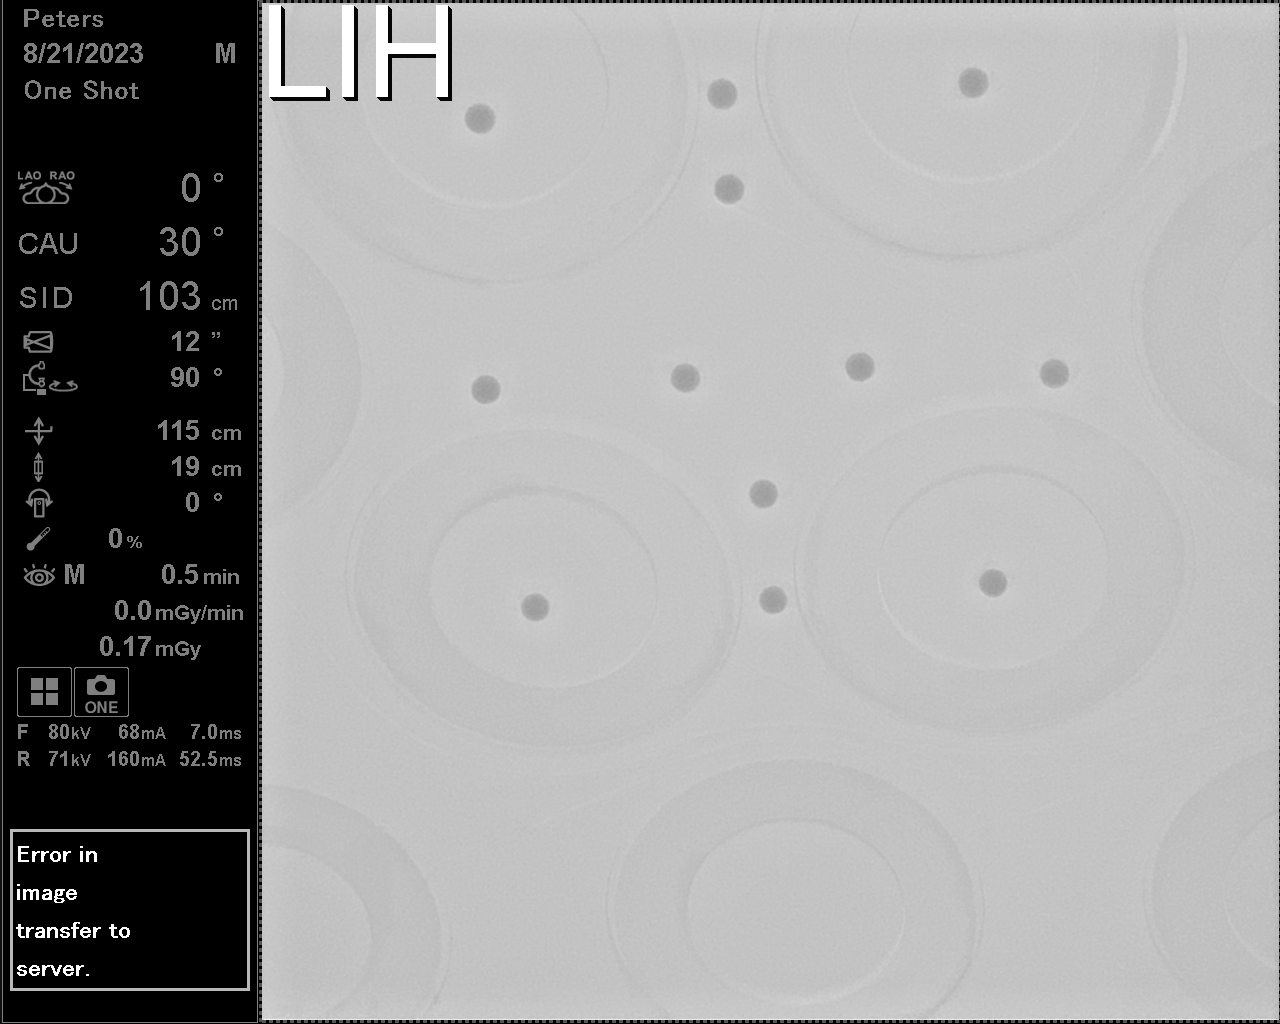 Peters
8/21/2023 M
One Shot
LIH
LAO RAO
0 °
CAU 30 °
SID 103 cm
12 ”
90 °
115 cm
19 cm
0 °
0 %
M 0.5 min
0.0 mGy/min
0.17 mGy
ONE
F 80kV 68mA 7.0ms
R 71kV 160mA 52.5ms
Error in
image
transfer to
server.